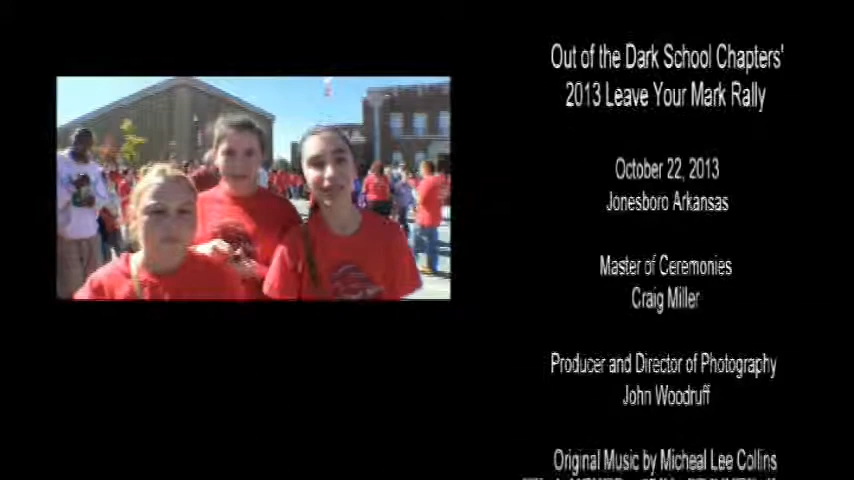 Out of the Dark School Chapters'
2013 Leave Your Mark Rally
October 22, 2013
Jonesboro Arkansas
Master of Ceremonies
Craig Miller
Producer and Director of Photography
John Woodruff
Original Music by Micheal Lee Collins